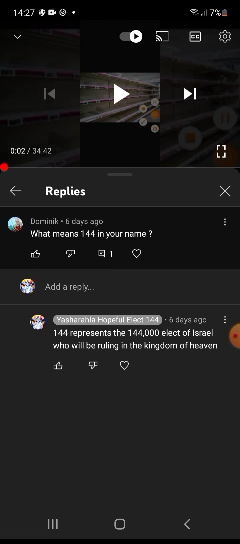 14:27
7%
CC
0:02 / 34:42
Replies
Dominik • 6 days ago
What means 144 in your name ?
1
Add a reply...
Yasharahla Hopeful Elect 144 • 6 days ago
144 represents the 144,000 elect of Israel
who will be ruling in the kingdom of heaven